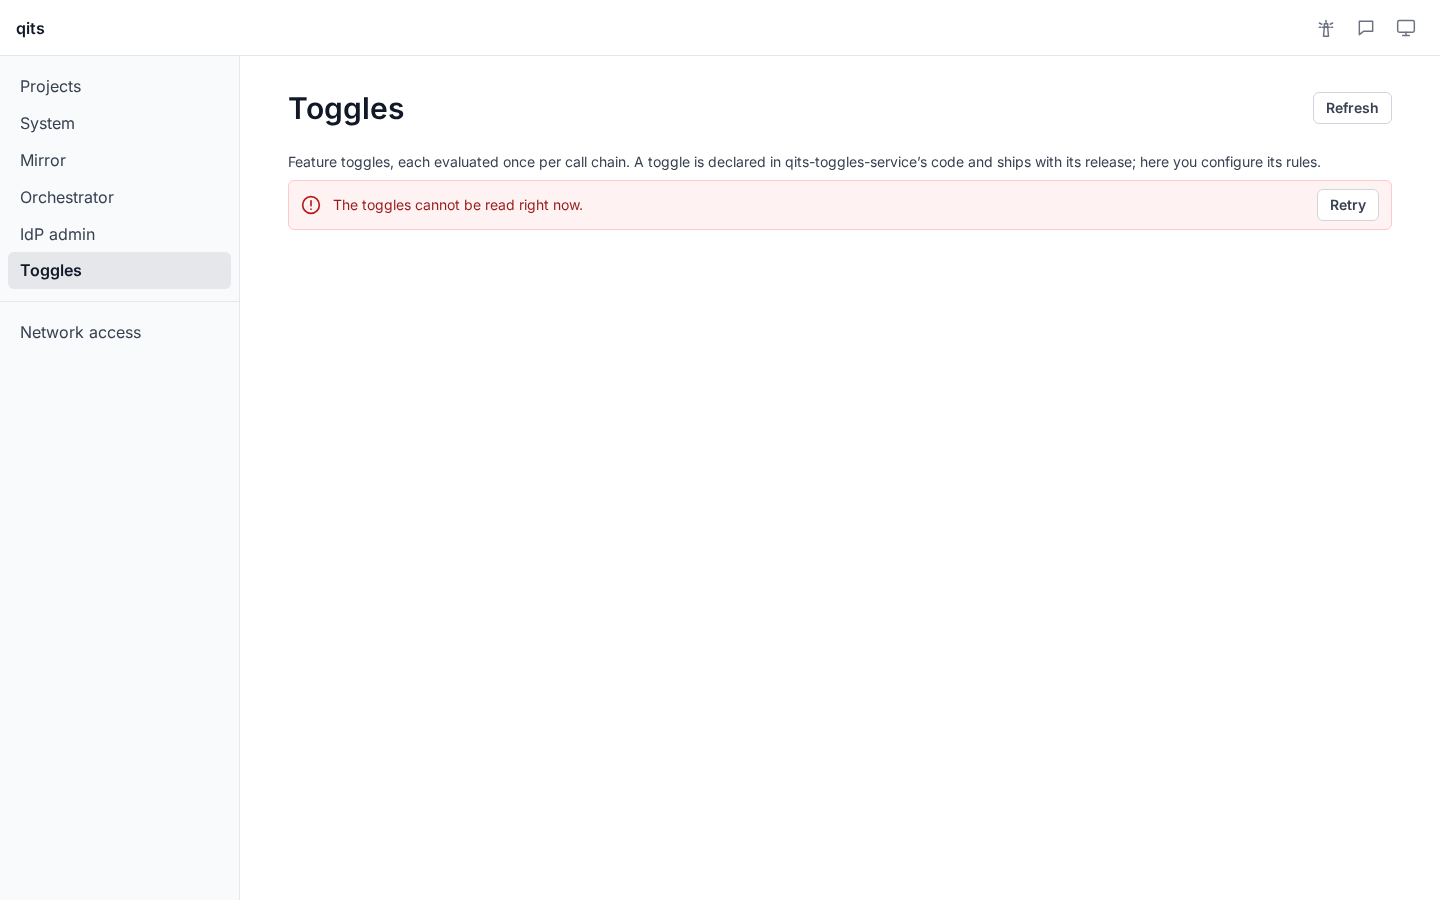 qits
Projects
System
Mirror
Orchestrator
IdP admin
Toggles
Network access
Toggles
Refresh
Feature toggles, each evaluated once per call chain. A toggle is declared in qits-toggles-service’s code and ships with its release; here you configure its rules.
The toggles cannot be read right now.
Retry